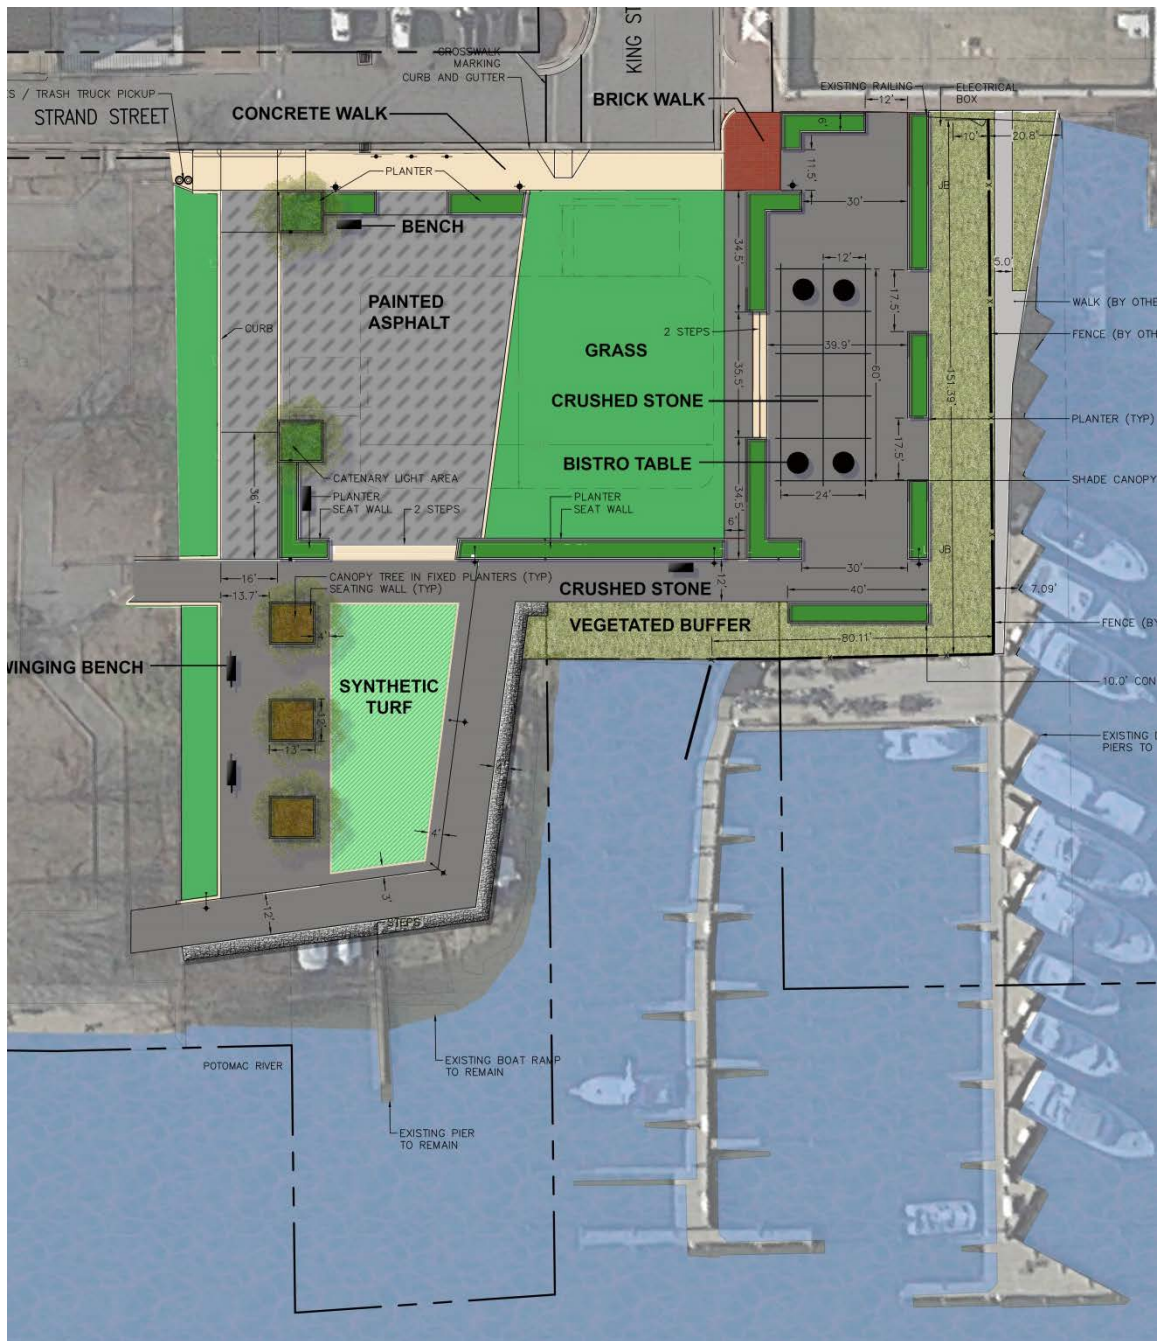 KING ST
CROSSWALK
MARKING
CURB AND GUTTER
S / TRASH TRUCK PICKUP
STRAND STREET
CONCRETE WALK
BRICK WALK
EXISTING RAILING
12'
ELECTRICAL
BOX
6'
10'
20.8'
11.5'
PLANTER
JB
30'
BENCH
34.5'
12'
5.0'
PAINTED
ASPHALT
17.5'
WALK (BY OTHE
CURB
2 STEPS
FENCE (BY OTH
GRASS
39.9'
35.5'
60'
151.39'
CRUSHED STONE
PLANTER (TYP)
17.5'
BISTRO TABLE
CATENARY LIGHT AREA
SHADE CANOPY
36'
PLANTER
SEAT WALL
2 STEPS
PLANTER
SEAT WALL
24'
34.5'
6'
JB
16'
CANOPY TREE IN FIXED PLANTERS (TYP)
SEATING WALL (TYP)
13.7'
CRUSHED STONE
12'
30'
40'
7.09'
4'
VEGETATED BUFFER
80.11'
FENCE (BY
WINGING BENCH
SYNTHETIC
TURF
10.0' CON
12'
13'
EXISTING
PIERS TO
4'
3'
12'
STEPS
POTOMAC RIVER
EXISTING BOAT RAMP
TO REMAIN
EXISTING PIER
TO REMAIN